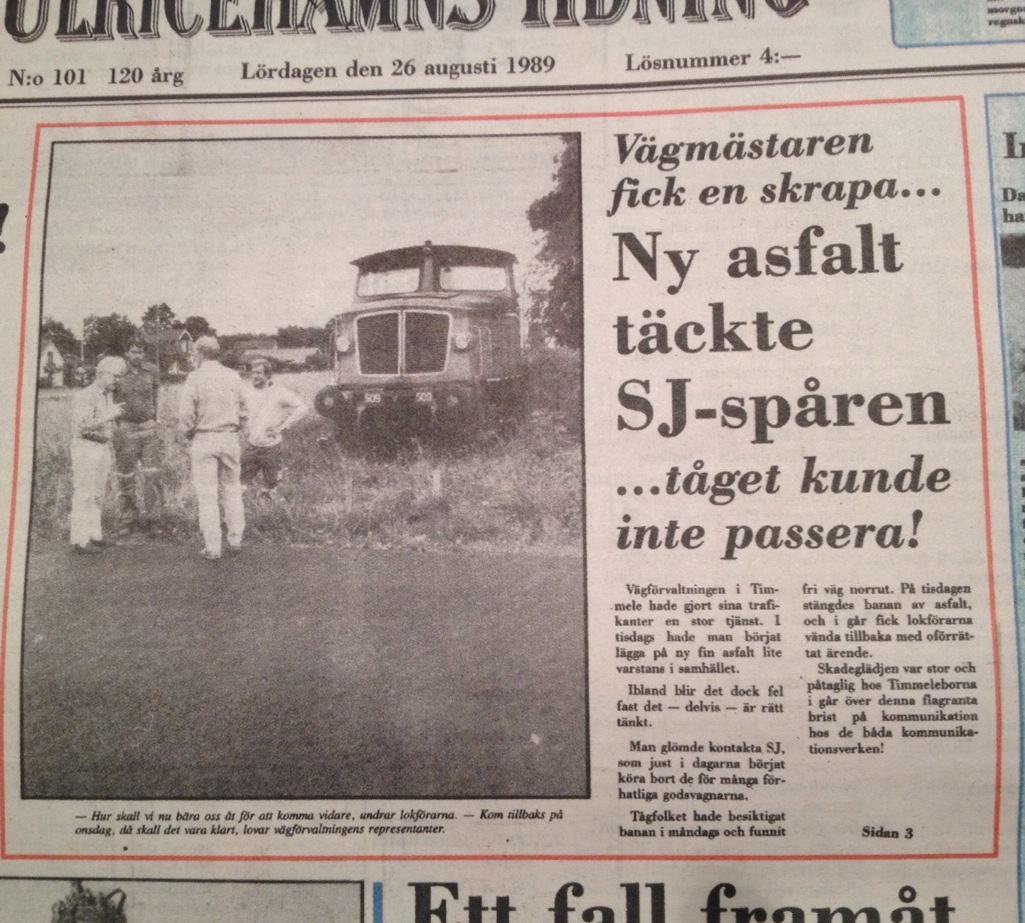 ULRICEHAMNS TIDNING
N:o 101 120 årg
Lördagen den 26 augusti 1989
Lösnummer 4:—
Vägmästaren
fick en skrapa...
Ny asfalt
täckte
SJ-spåren
...tåget kunde
inte passera!
509 500
Vägförvaltningen i Tim-
mele hade gjort sina trafi-
kanter en stor tjänst. I
tisdags hade man börjat
lägga på ny fin asfalt lite
varstans i samhället.
Ibland blir det dock fel
fast det — delvis — är rätt
tänkt.
Man glömde kontakta SJ,
som just i dagarna börjat
köra bort de för många för-
hatliga godsvagnarna.
Tågfolket hade besiktigat
banan i måndags och funnit
fri väg norrut. På tisdagen
stängdes banan av asfalt,
och i går fick lokförarna
vända tillbaka med oförrät-
tat ärende.
Skadeglädjen var stor och
påtaglig hos Timmeleborna
i går över denna flagranta
brist på kommunikation
hos de båda kommunika-
tionsverken!
Sidan 3
— Hur skall vi nu bära oss åt för att komma vidare, undrar lokförarna. — Kom tillbaks på
onsdag, då skall det vara klart, lovar vägförvaltningens representanter.
Ett fall framåt